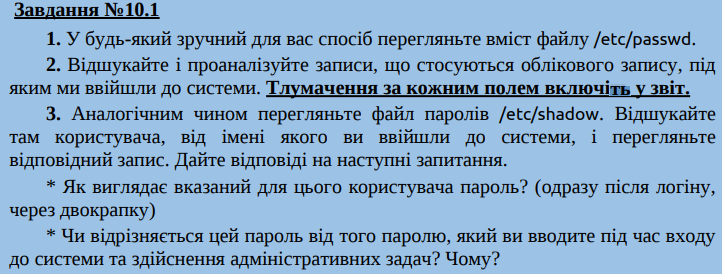 Завдання №10.1
1. У будь-який зручний для вас спосіб перегляньте вміст файлу /etc/passwd.
2. Відшукайте і проаналізуйте записи, що стосуються облікового запису, під
яким ми ввійшли до системи. Тлумачення за кожним полем включіть у звіт.
3. Аналогічним чином перегляньте файл паролів /etc/shadow. Відшукайте
там користувача, від імені якого ви ввійшли до системи, і перегляньте
відповідний запис. Дайте відповіді на наступні запитання.
* Як виглядає вказаний для цього користувача пароль? (одразу після логіну,
через двокрапку)
* Чи відрізняється цей пароль від того паролю, який ви вводите під час входу
до системи та здійснення адміністративних задач? Чому?